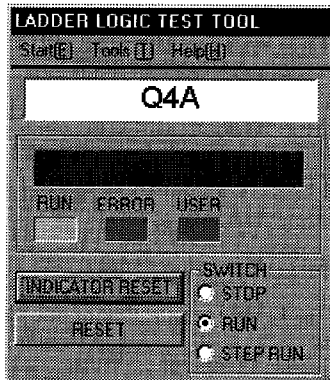 LADDER LOGIC TEST TOOL
Start(E) Tools (T) Help(H)
Q4A
RUN ERROR USER
INDICATOR RESET
RESET
SWITCH
STOP
RUN
STEP RUN